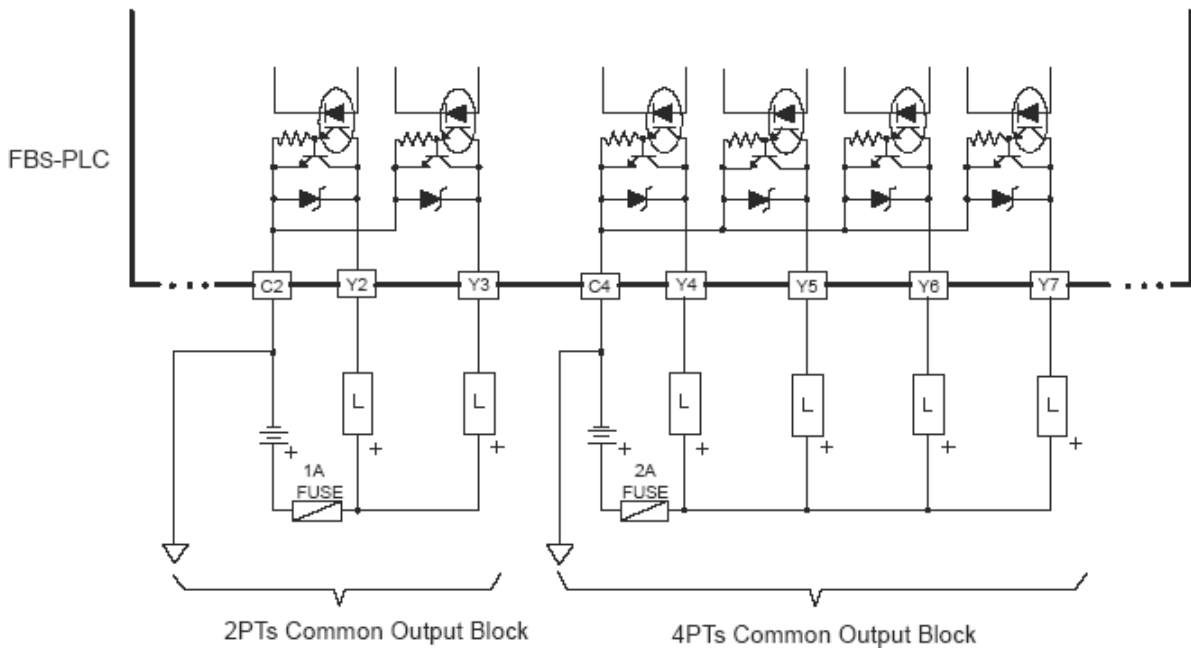 FBs-PLC
C2 Y2 Y3 C4 Y4 Y5 Y6 Y7
L L L L L L
+ + + + + + + +
1A
FUSE
2A
FUSE
2PTs Common Output Block
4PTs Common Output Block